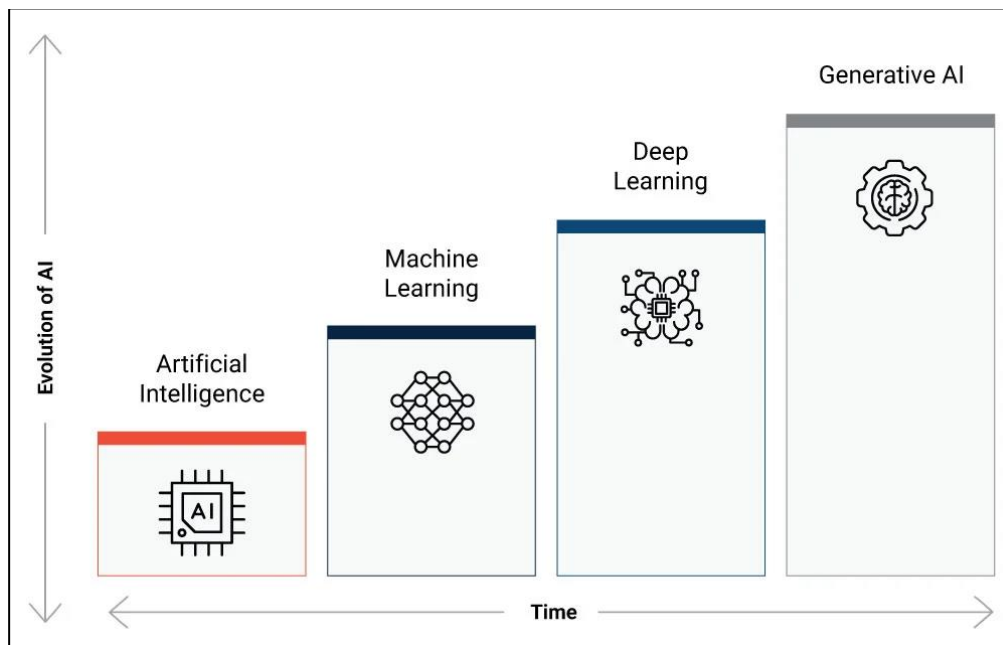 Generative AI
Deep
Learning
Machine
Learning
Artificial
Intelligence
AI
Evolution of AI
Time